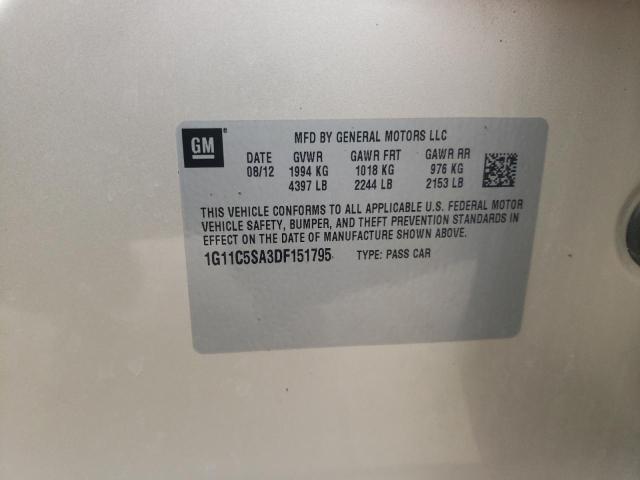 GM
MFD BY GENERAL MOTORS LLC
DATE GVWR GAWR FRT GAWR RR
08/12 1994 KG 1018 KG 976 KG
4397 LB 2244 LB 2153 LB
THIS VEHICLE CONFORMS TO ALL APPLICABLE U.S. FEDERAL MOTOR
VEHICLE SAFETY, BUMPER, AND THEFT PREVENTION STANDARDS IN
EFFECT ON THE DATE OF MANUFACTURE SHOWN ABOVE.
1G11C5SA3DF151795 TYPE: PASS CAR